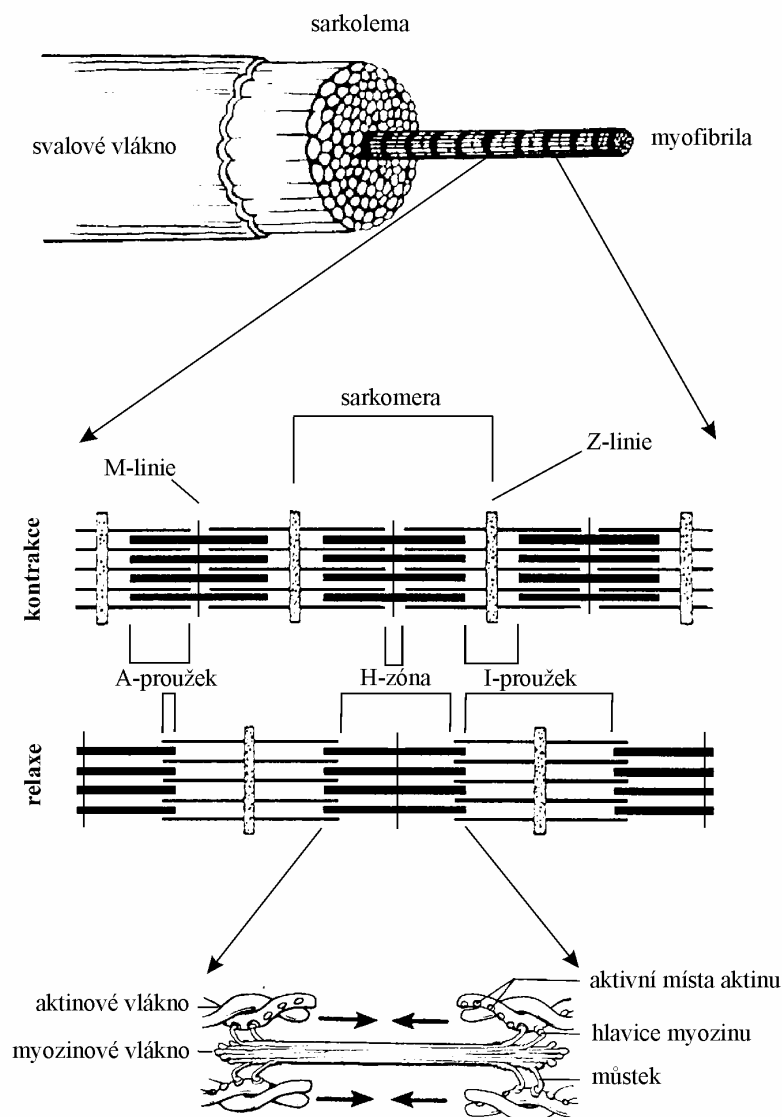 sarkolema
svalové vlákno
myofibrila
sarkomera
M-linie
Z-linie
kontrakce
A-proužek
H-zóna
I-proužek
relaxe
aktinové vlákno
aktivní místa aktinu
myozinové vlákno
hlavice myozinu
můstek